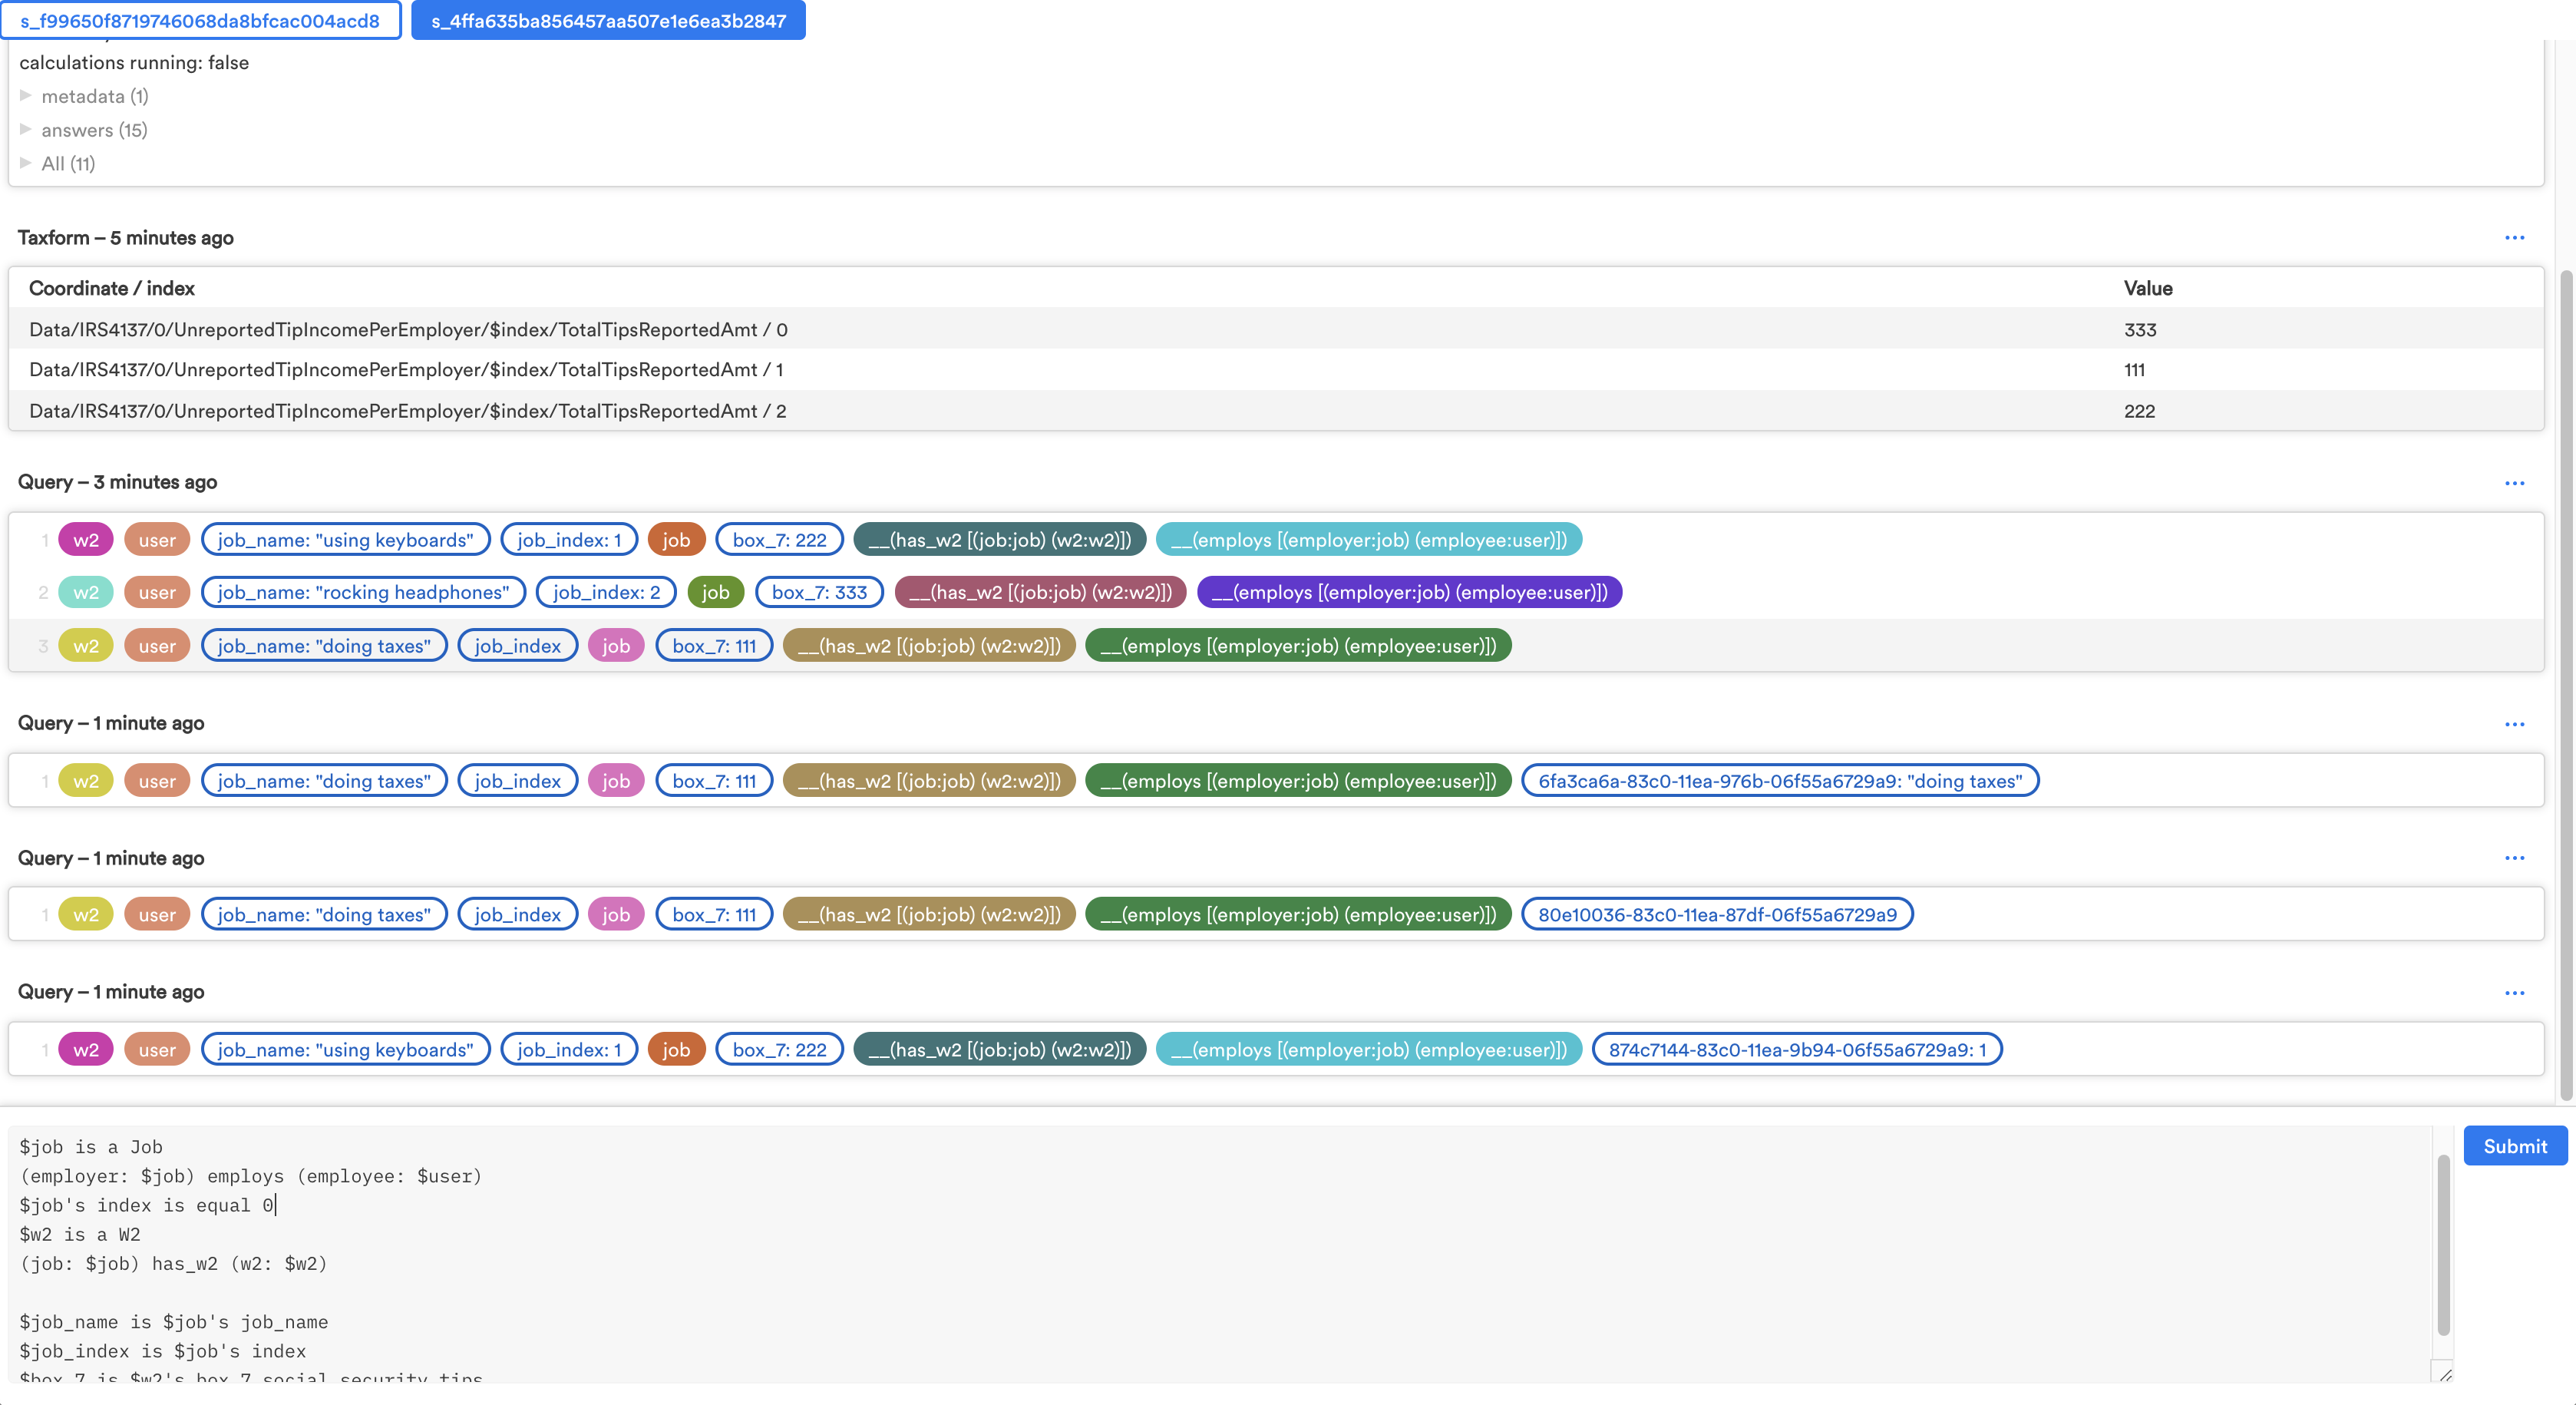 s_f99650f8719746068da8bfcac004acd8 s_4ffa635ba856457aa507e1e6ea3b2847
calculations running: false
metadata (1)
answers (15)
All (11)
Taxform – 5 minutes ago
Coordinate / index Value
Data/IRS4137/0/UnreportedTipIncomePerEmployer/$index/TotalTipsReportedAmt / 0 333
Data/IRS4137/0/UnreportedTipIncomePerEmployer/$index/TotalTipsReportedAmt / 1 111
Data/IRS4137/0/UnreportedTipIncomePerEmployer/$index/TotalTipsReportedAmt / 2 222
Query – 3 minutes ago
1 w2 user job_name: "using keyboards" job_index: 1 job box_7: 222 __(has_w2 [(job:job) (w2:w2)]) __(employs [(employer:job) (employee:user)])
2 w2 user job_name: "rocking headphones" job_index: 2 job box_7: 333 __(has_w2 [(job:job) (w2:w2)]) __(employs [(employer:job) (employee:user)])
3 w2 user job_name: "doing taxes" job_index job box_7: 111 __(has_w2 [(job:job) (w2:w2)]) __(employs [(employer:job) (employee:user)])
Query – 1 minute ago
1 w2 user job_name: "doing taxes" job_index job box_7: 111 __(has_w2 [(job:job) (w2:w2)]) __(employs [(employer:job) (employee:user)]) 6fa3ca6a-83c0-11ea-976b-06f55a6729a9: "doing taxes"
Query – 1 minute ago
1 w2 user job_name: "doing taxes" job_index job box_7: 111 __(has_w2 [(job:job) (w2:w2)]) __(employs [(employer:job) (employee:user)]) 80e10036-83c0-11ea-87df-06f55a6729a9
Query – 1 minute ago
1 w2 user job_name: "using keyboards" job_index: 1 job box_7: 222 __(has_w2 [(job:job) (w2:w2)]) __(employs [(employer:job) (employee:user)]) 874c7144-83c0-11ea-9b94-06f55a6729a9: 1
$job is a Job
(employer: $job) employs (employee: $user)
$job's index is equal 0
$w2 is a W2
(job: $job) has_w2 (w2: $w2)
$job_name is $job's job_name
$job_index is $job's index
$box_7 is $w2's box_7_social_security_tips
Submit